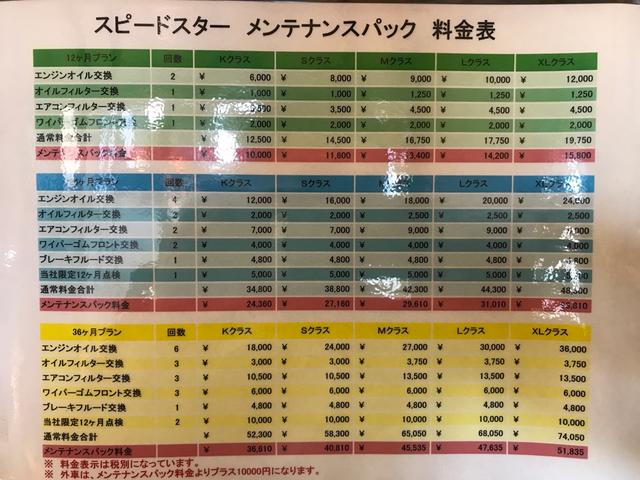 スピードスター メンテナンスパック 料金表
12ヶ月プラン 回数 Kクラス Sクラス Mクラス Lクラス XLクラス
エンジンオイル交換 2 ¥ 6,000 ¥ 8,000 ¥ 9,000 ¥ 10,000 ¥ 12,000
オイルフィルター交換 1 ¥ 1,000 ¥ 1,000 ¥ 1,250 ¥ 1,250 ¥ 1,250
エアコンフィルター交換 1 ¥ 3,500 ¥ 3,500 ¥ 4,500 ¥ 4,500 ¥ 4,500
ワイパーゴムフロント交換 1 ¥ 2,000 ¥ 2,000 ¥ 2,000 ¥ 2,000 ¥ 2,000
通常料金合計 ¥ 12,500 ¥ 14,500 ¥ 16,750 ¥ 17,750 ¥ 19,750
メンテナンスパック料金 ¥ 10,000 ¥ 11,600 ¥ 13,400 ¥ 14,200 ¥ 15,800
プラン 回数 Kクラス Sクラス Lクラス
エンジンオイル交換 4 ¥ 12,000 ¥ 16,000 ¥ 18,000 ¥ 20,000 ¥ 24,000
オイルフィルター交換 2 ¥ 2,000 ¥ 2,000 ¥ 2,500 ¥ 2,500 ¥ 2,500
エアコンフィルター交換 2 ¥ 7,000 ¥ 7,000 ¥ 9,000 ¥ 9,000 ¥ 9,000
ワイパーゴムフロント交換 2 ¥ 4,000 ¥ 4,000 ¥ 4,000 ¥ 4,000 ¥ 4,000
ブレーキフルード交換 1 ¥ 4,800 ¥ 4,800 ¥ 4,800 ¥ 4,800 ¥ 4,800
当社限定12ヶ月点検 1 ¥ 5,000 ¥ 5,000 ¥ 5,000 ¥ 5,000 ¥
通常料金合計 ¥ 34,800 ¥ 38,800 ¥ 42,300 ¥ 44,300 ¥ 48,300
メンテナンスパック料金 ¥ 24,360 ¥ 27,160 ¥ 29,610 ¥ 31,010 ¥ 33,810
36ヶ月プラン 回数 Kクラス Sクラス Mクラス Lクラス XLクラス
エンジンオイル交換 6 ¥ 18,000 ¥ 24,000 ¥ 27,000 ¥ 30,000 ¥ 36,000
オイルフィルター交換 3 ¥ 3,000 ¥ 3,000 ¥ 3,750 ¥ 3,750 ¥ 3,750
エアコンフィルター交換 3 ¥ 10,500 ¥ 10,500 ¥ 13,500 ¥ 13,500 ¥ 13,500
ワイパーゴムフロント交換 3 ¥ 6,000 ¥ 6,000 ¥ 6,000 ¥ 6,000 ¥ 6,000
ブレーキフルード交換 1 ¥ 4,800 ¥ 4,800 ¥ 4,800 ¥ 4,800 ¥ 4,800
当社限定12ヶ月点検 2 ¥ 10,000 ¥ 10,000 ¥ 10,000 ¥ 10,000 ¥ 10,000
通常料金合計 ¥ 52,300 ¥ 58,300 ¥ 65,050 ¥ 68,050 ¥ 74,050
メンテナンスパック料金 ¥ 36,610 ¥ 40,810 ¥ 45,535 ¥ 47,635 ¥ 51,835
※ 料金表示は税別になっています。
※ 外車は、メンテナンスパック料金よりプラス10000円になります。